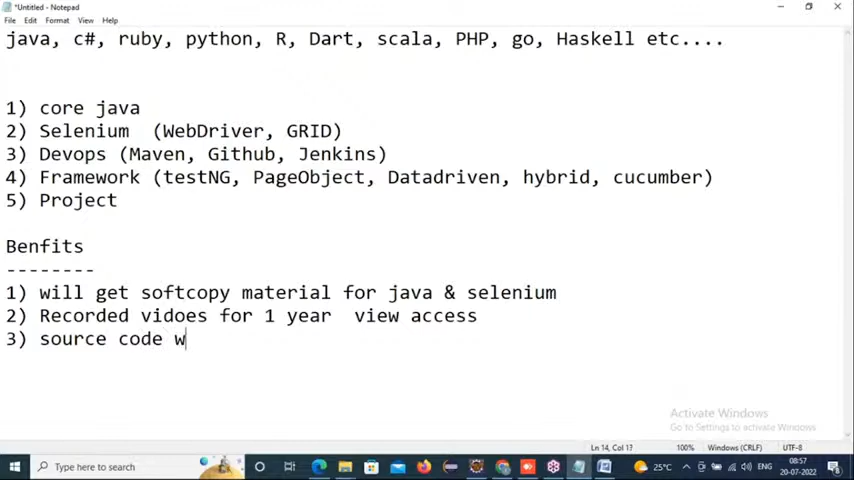 *Untitled - Notepad
File Edit Format View Help
java, c#, ruby, python, R, Dart, scala, PHP, go, Haskell etc....
1) core java
2) Selenium  (WebDriver, GRID)
3) Devops (Maven, Github, Jenkins)
4) Framework (testNG, PageObject, Datadriven, hybrid, cucumber)
5) Project
Benfits
--------
1) will get softcopy material for java & selenium
2) Recorded vidoes for 1 year  view access
3) source code w
Activate Windows
Go to Settings to activate Windows.
Ln 14, Col 17 100% Windows (CRLF) UTF-8
Type here to search 25°C ENG 08:57 20-07-2022